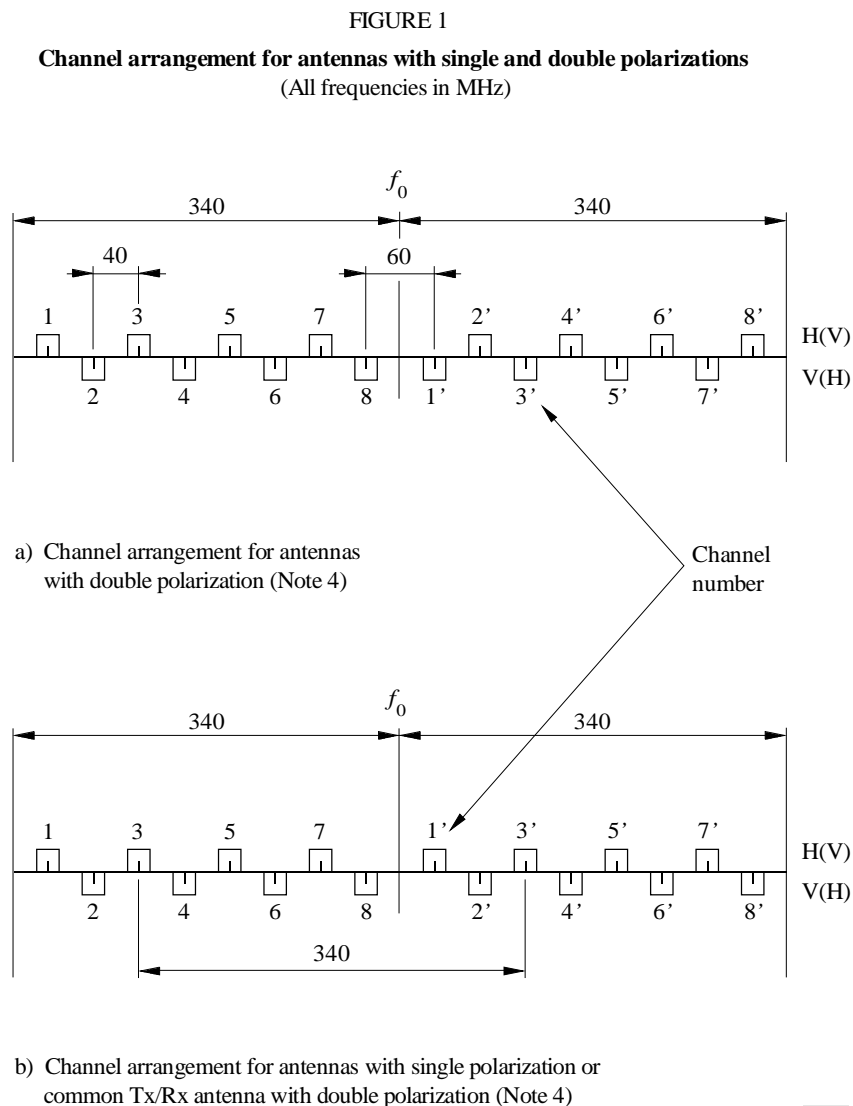 FIGURE 1
Channel arrangement for antennas with single and double polarizations
(All frequencies in MHz)
f0
340 340
40 60
1 3 5 7 2’ 4’ 6’ 8’ H(V)
2 4 6 8 1’ 3’ 5’ 7’ V(H)
a) Channel arrangement for antennas
with double polarization (Note 4)
Channel
number
f0
340 340
1 3 5 7 1’ 3’ 5’ 7’ H(V)
2 4 6 8 2’ 4’ 6’ 8’ V(H)
340
b) Channel arrangement for antennas with single polarization or
common Tx/Rx antenna with double polarization (Note 4)